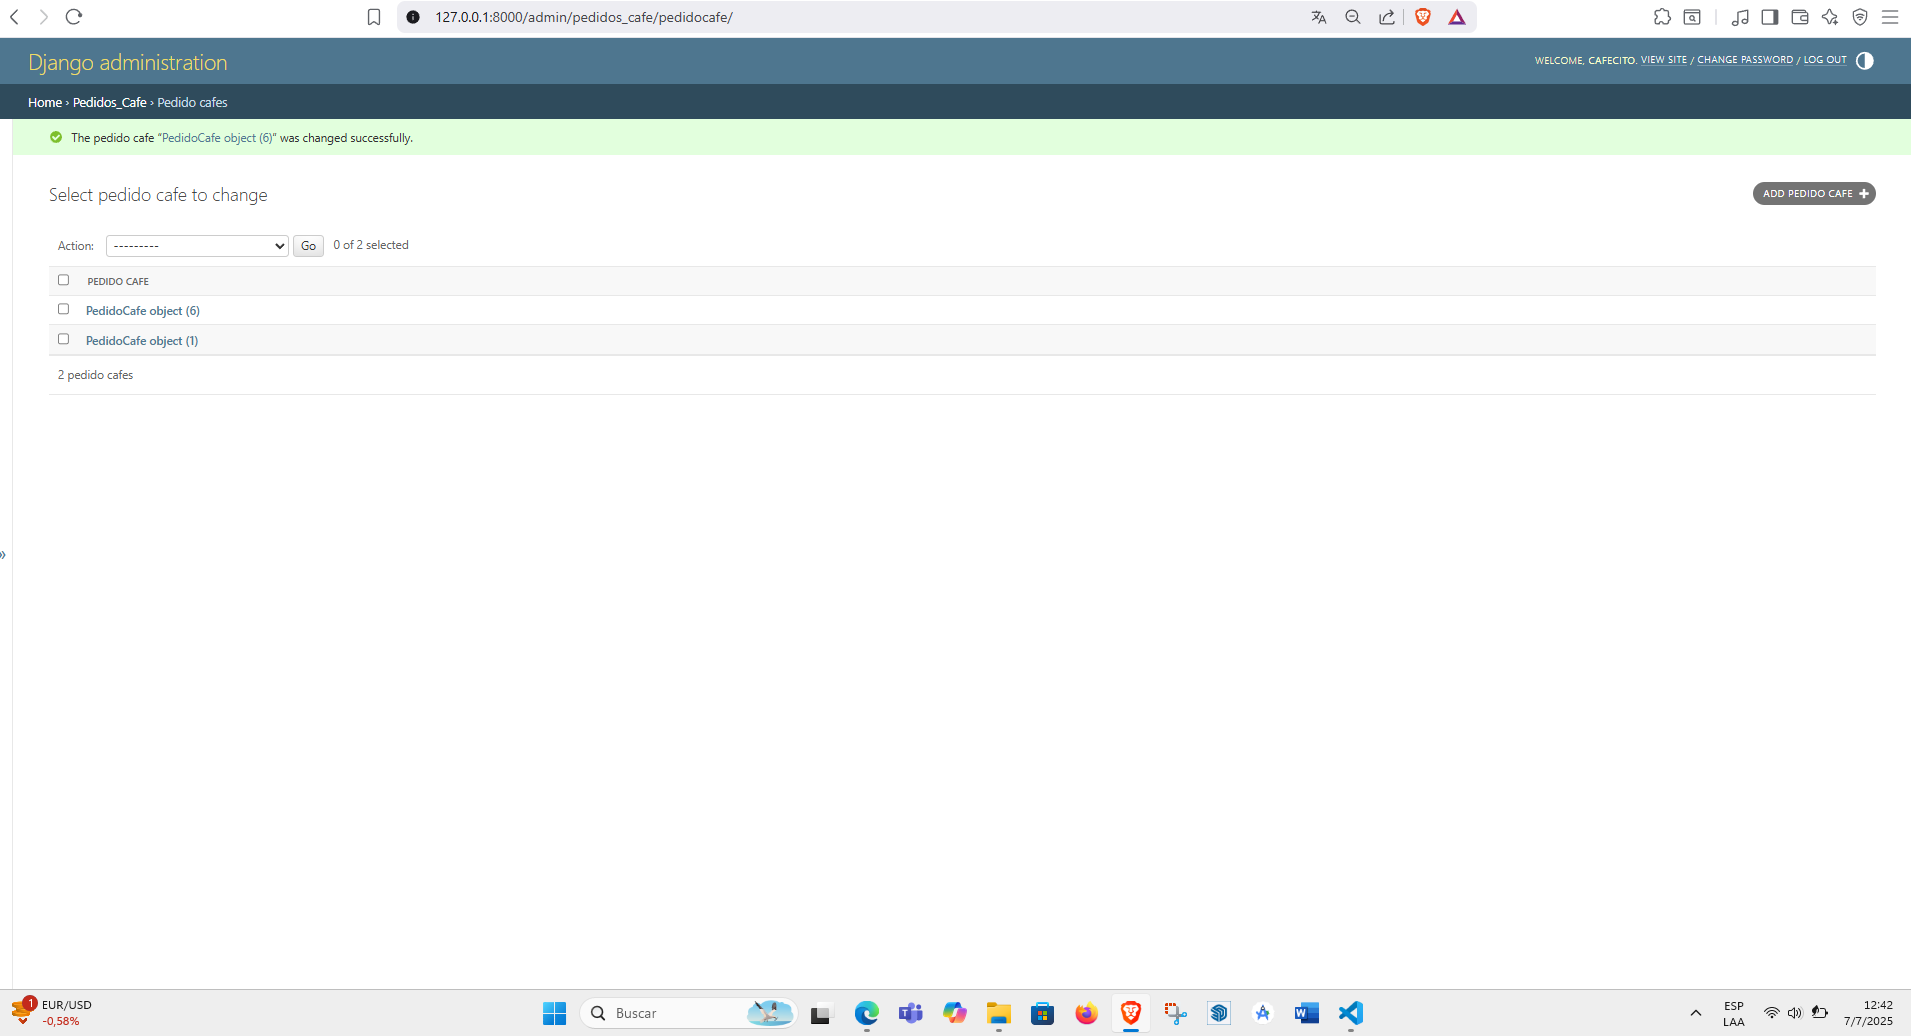 127.0.0.1:8000/admin/pedidos_cafe/pedidocafe/
Django administration
WELCOME, CAFECITO. VIEW SITE / CHANGE PASSWORD / LOG OUT
Home › Pedidos_Cafe › Pedido cafes
The pedido cafe “PedidoCafe object (6)” was changed successfully.
Select pedido cafe to change
ADD PEDIDO CAFE
Action: --------- Go 0 of 2 selected
PEDIDO CAFE
PedidoCafe object (6)
PedidoCafe object (1)
2 pedido cafes
»
1
EUR/USD
-0,58%
Buscar
ESP
LAA
12:42
7/7/2025